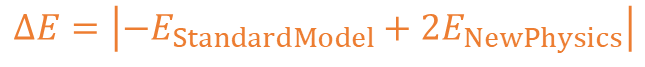 ΔE = |−E_StandardModel + 2E_NewPhysics|